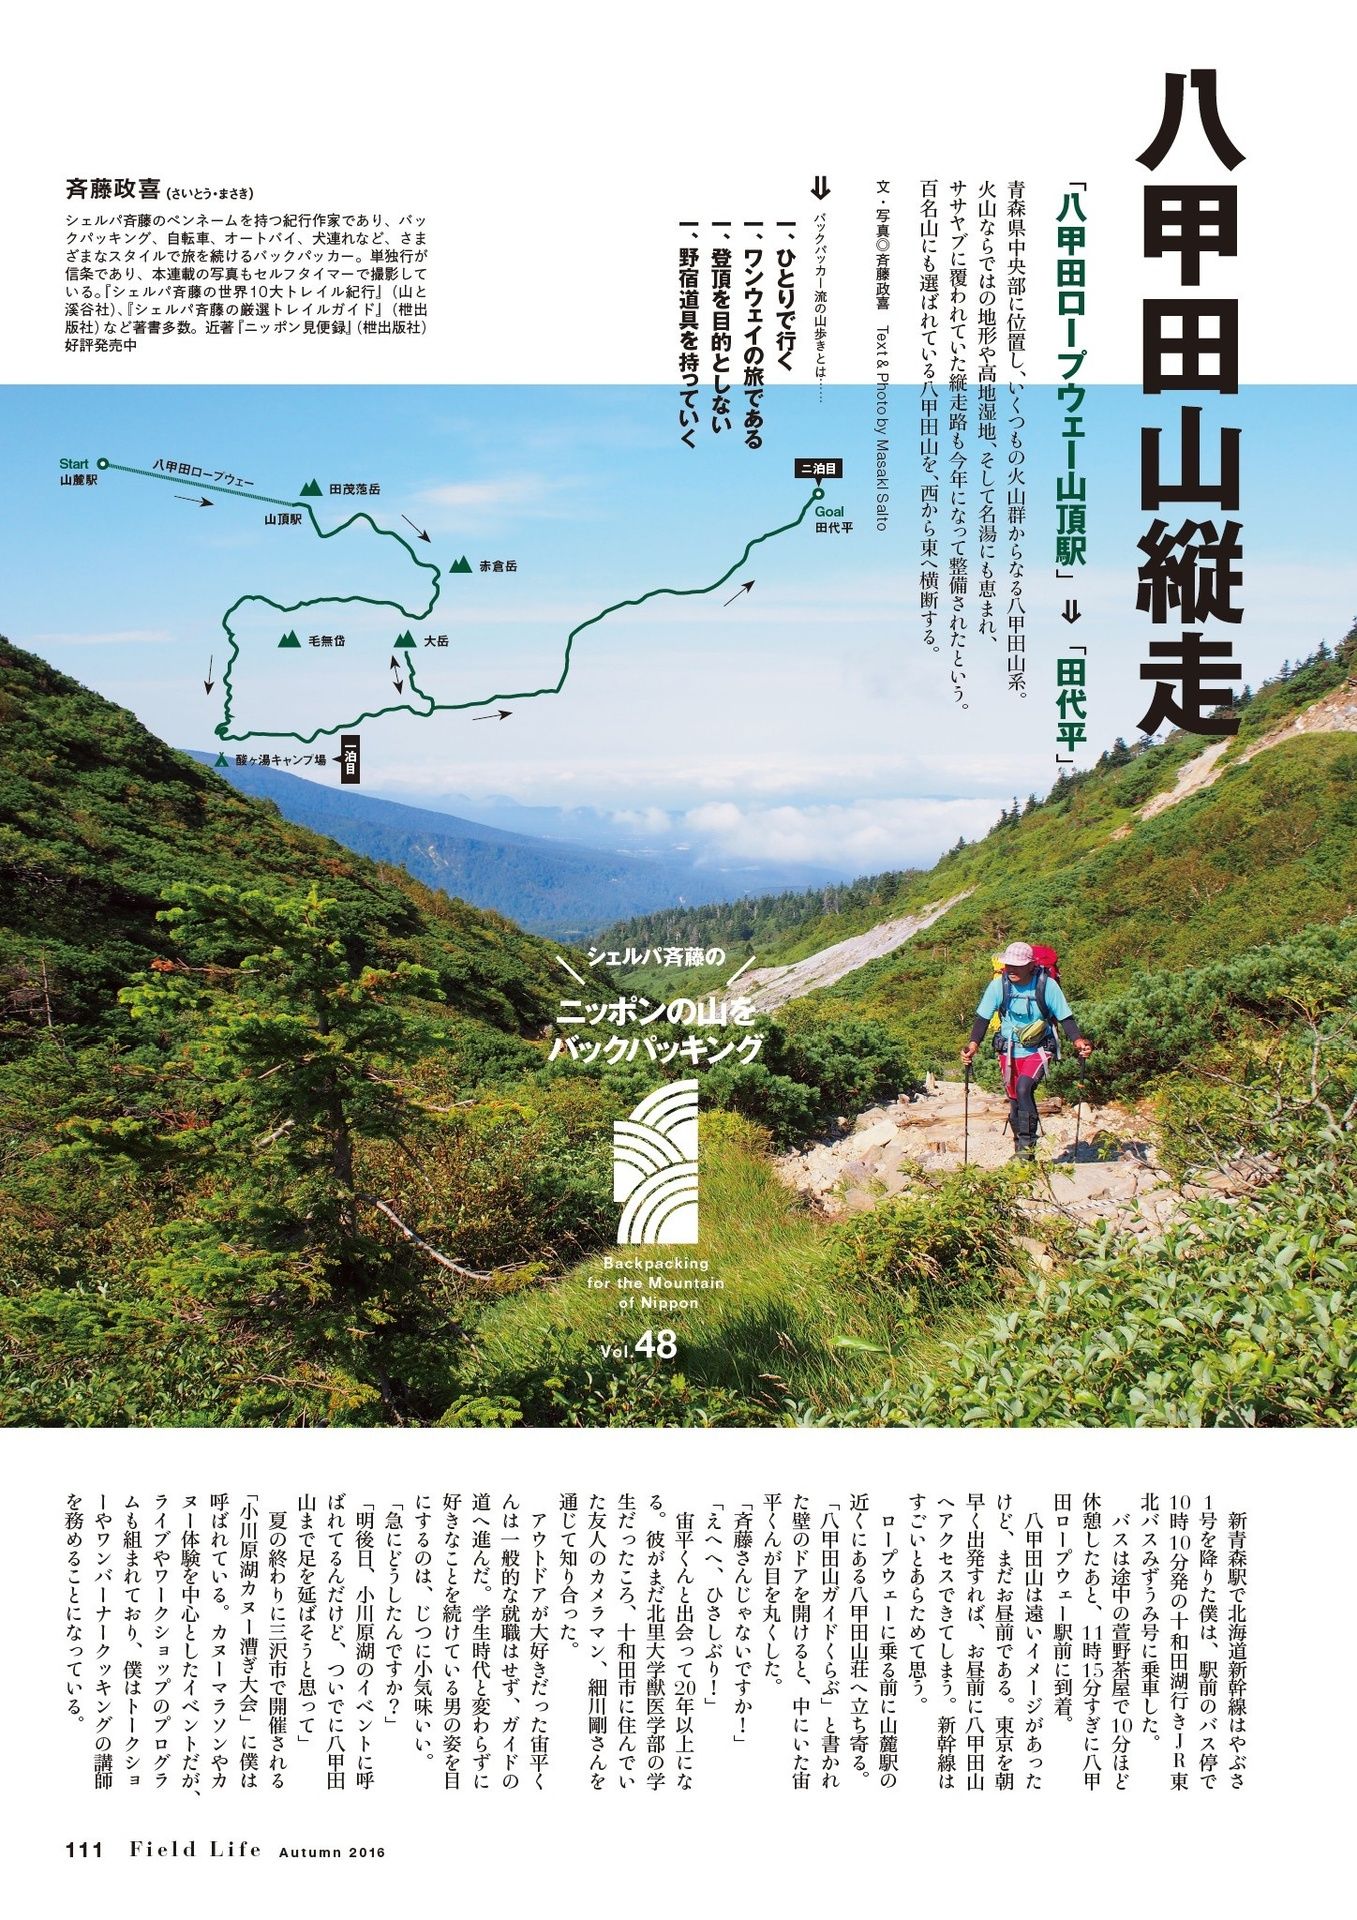 八甲田山縦走
「八甲田ロープウェー山頂駅」⇒「田代平」
青森県中央部に位置し、いくつもの火山群からなる八甲田山系。
火山ならではの地形や高地湿地、そして名湯にも恵まれ、
ササヤブに覆われていた縦走路も今年になって整備されたという。
百名山にも選ばれている八甲田山を、西から東へ横断する。
文・写真◎斉藤政喜 Text & Photo by Masaki Saito
⇒ バックパッカー流の山歩きとは……
一、ひとりで行く
一、ワンウェイの旅である
一、登頂を目的としない
一、野宿道具を持っていく
斉藤政喜(さいとう・まさき)
シェルパ斉藤のペンネームを持つ紀行作家であり、バッ
クパッキング、自転車、オートバイ、犬連れなど、さま
ざまなスタイルで旅を続けるバックパッカー。単独行が
信条であり、本連載の写真もセルフタイマーで撮影して
いる。『シェルパ斉藤の世界10大トレイル紀行』(山と
溪谷社)、『シェルパ斉藤の厳選トレイルガイド』(枻出
版社)など著書多数。近著『ニッポン見便録』(枻出版社)
好評発売中
Start
山麓駅
八甲田ロープウェー
山頂駅
田茂萢岳
赤倉岳
毛無岱
大岳
酸ヶ湯キャンプ場
一泊目
二泊目
Goal
田代平
シェルパ斉藤の
ニッポンの山を
バックパッキング
Backpacking
for the Mountain
of Nippon
Vol.48
新青森駅で北海道新幹線はやぶさ
1号を降りた僕は、駅前のバス停で
10時10分発の十和田湖行きJR東
北バスみずうみ号に乗車した。
バスは途中の萱野茶屋で10分ほど
休憩したあと、11時15分すぎに八甲
田ロープウェー駅前に到着。
八甲田山は遠いイメージがあった
けど、まだお昼前である。東京を朝
早く出発すれば、お昼前に八甲田山
へアクセスできてしまう。新幹線は
すごいとあらためて思う。
ロープウェーに乗る前に山麓駅の
近くにある八甲田山荘へ立ち寄る。
「八甲田山ガイドくらぶ」と書かれ
た壁のドアを開けると、中にいた宙
平くんが目を丸くした。
「斉藤さんじゃないですか！」
「えへへ、ひさしぶり！」
宙平くんと出会って20年以上にな
る。彼がまだ北里大学獣医学部の学
生だったころ、十和田市に住んでい
た友人のカメラマン、細川剛さんを
通じて知り合った。
アウトドアが大好きだった宙平く
んは一般的な就職はせず、ガイドの
道へ進んだ。学生時代と変わらずに
好きなことを続けている男の姿を目
にするのは、じつに小気味いい。
「急にどうしたんですか？」
「明後日、小川原湖のイベントに呼
ばれてるんだけど、ついでに八甲田
山まで足を延ばそうと思って」
夏の終わりに三沢市で開催される
「小川原湖カヌー漕ぎ大会」に僕は
呼ばれている。カヌーマラソンやカ
ヌー体験を中心としたイベントだが、
ライブやワークショップのプログラ
ムも組まれており、僕はトークショ
ーやワンバーナークッキングの講師
を務めることになっている。
111 Field Life Autumn 2016